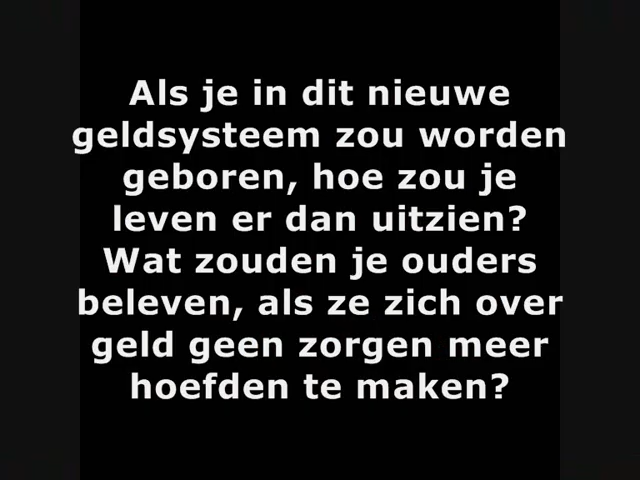 Als je in dit nieuwe
geldsysteem zou worden
geboren, hoe zou je
leven er dan uitzien?
Wat zouden je ouders
beleven, als ze zich over
geld geen zorgen meer
hoefden te maken?